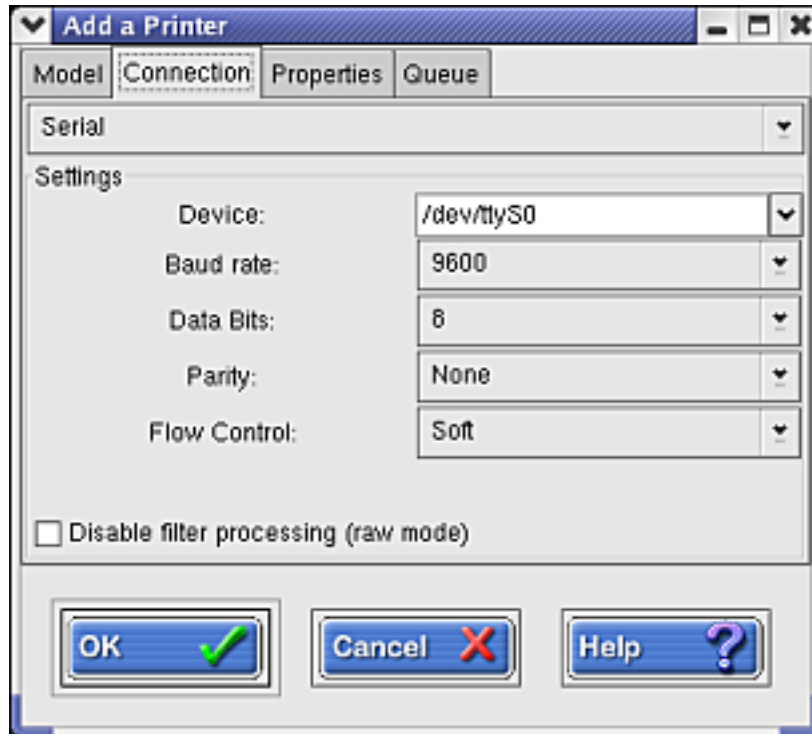 Add a Printer
Model Connection Properties Queue
Serial
Settings
Device: /dev/ttyS0
Baud rate: 9600
Data Bits: 8
Parity: None
Flow Control: Soft
Disable filter processing (raw mode)
OK Cancel Help